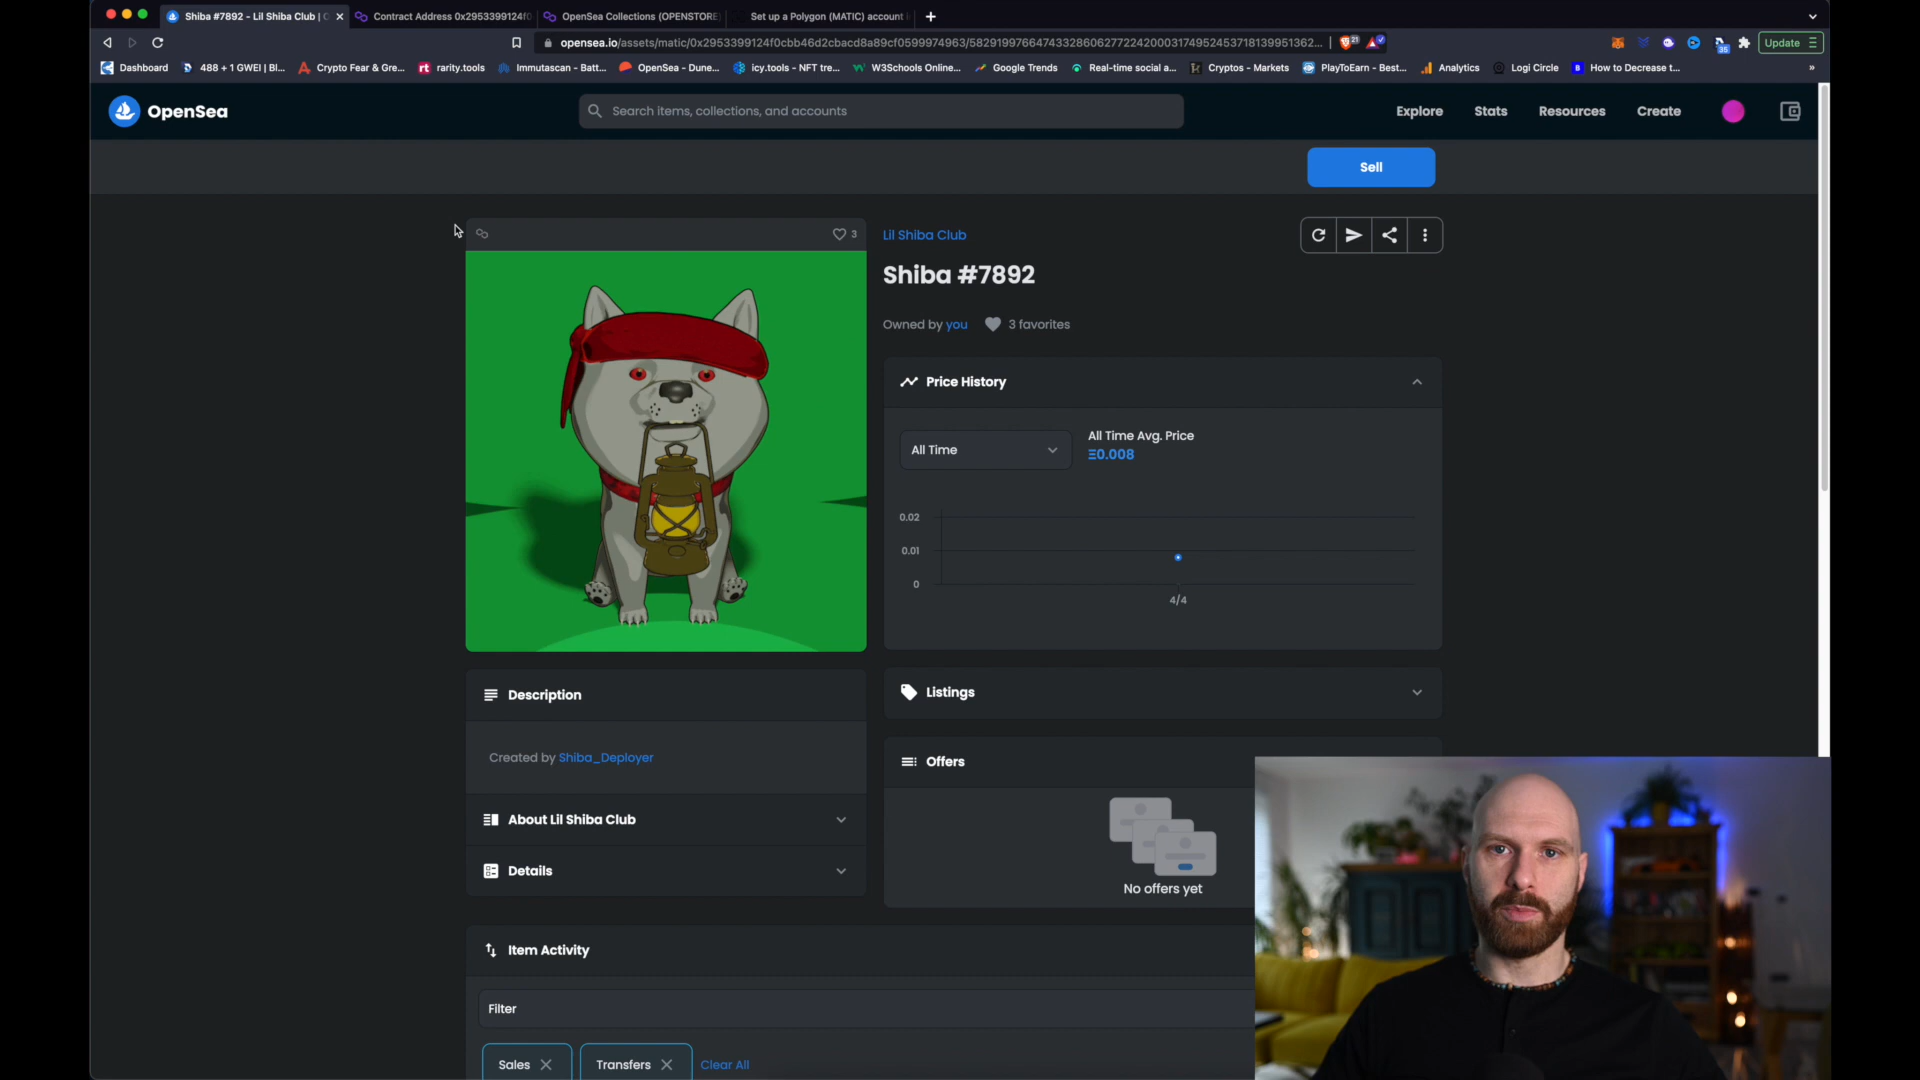 Shiba #7892 - Lil Shiba Club |
Contract Address 0x2953399124f0
OpenSea Collections (OPENSTORE)
Set up a Polygon (MATIC) account
opensea.io/assets/matic/0x2953399124f0cbb46d2cbacd8a89cf0599974963/58291997664743328606277224200031749524537181399513​62...
21
35
Update
Dashboard
488 + 1 GWEI | Bl...
Crypto Fear & Gre...
rarity.tools
Immutascan - Batt...
OpenSea - Dune...
icy.tools - NFT tre...
W3Schools Online...
Google Trends
Real-time social a...
Cryptos - Markets
PlayToEarn - Best...
Analytics
Logi Circle
How to Decrease t...
»
OpenSea
Search items, collections, and accounts
Explore
Stats
Resources
Create
Sell
3
Lil Shiba Club
Shiba #7892
Owned by you
3 favorites
Price History
All Time
All Time Avg. Price
Ξ0.008
0.02
0.01
0
4/4
Description
Created by Shiba_Deployer
About Lil Shiba Club
Details
Listings
Offers
No offers yet
Item Activity
Filter
Sales
Transfers
Clear All